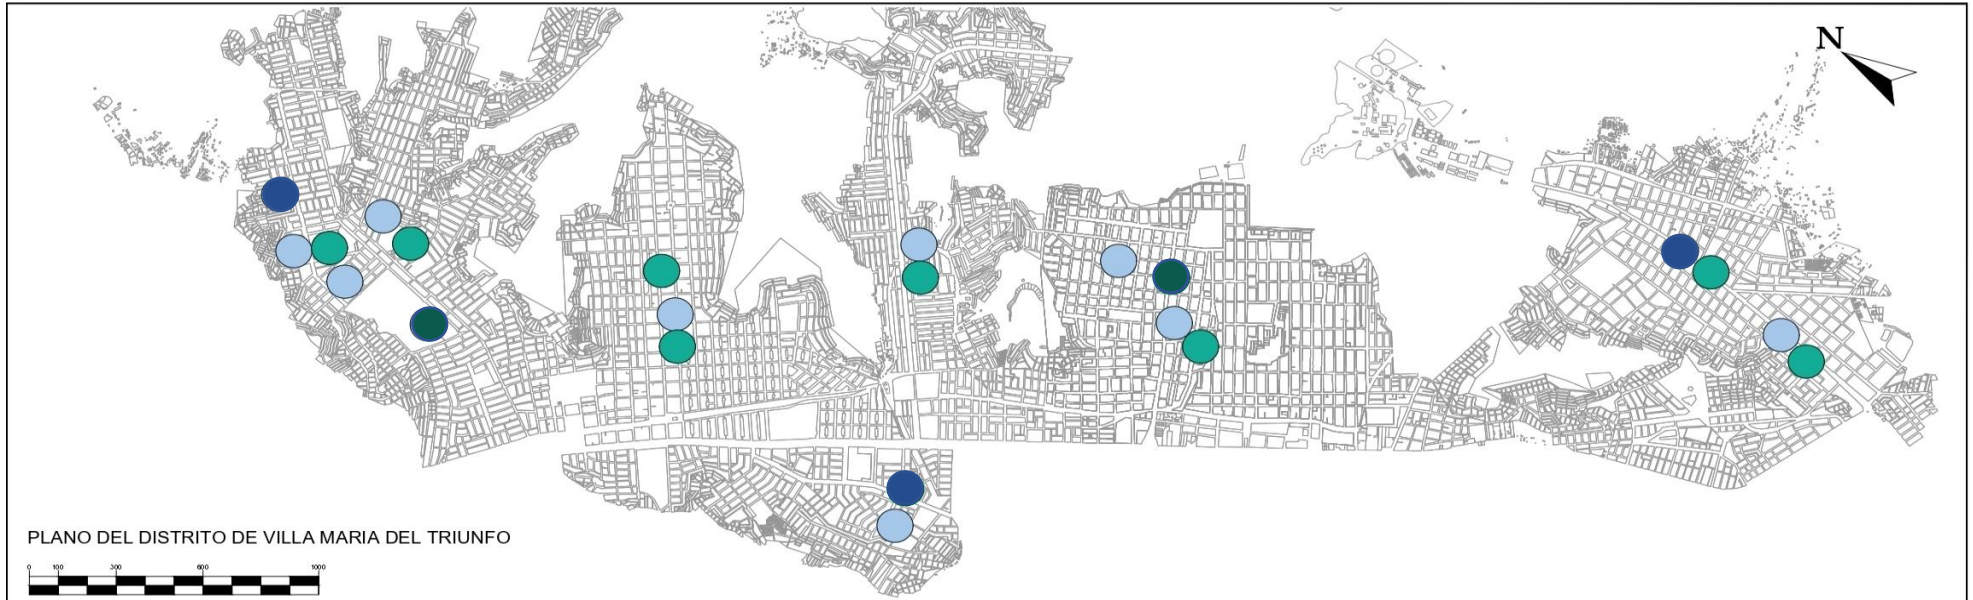 N
P
PLANO DEL DISTRITO DE VILLA MARIA DEL TRIUNFO
0 100 300 600 1000